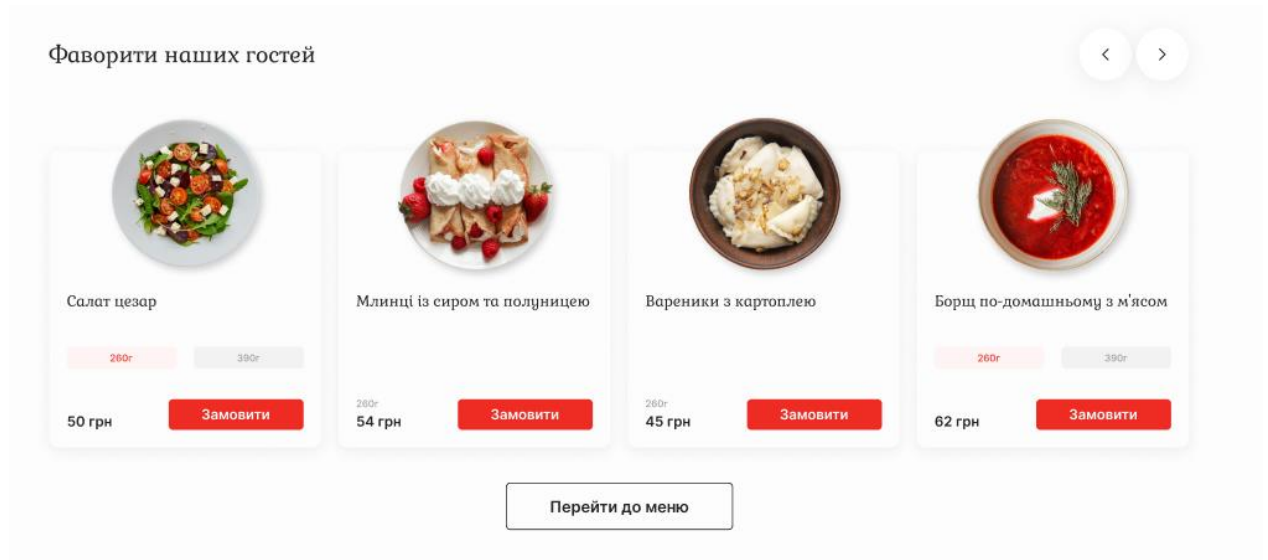 Фаворити наших гостей
Салат цезар
260г 390г
50 грн Замовити
Млинці із сиром та полуницею
260г
54 грн Замовити
Вареники з картоплею
260г
45 грн Замовити
Борщ по-домашньому з м'ясом
260г 390г
62 грн Замовити
Перейти до меню